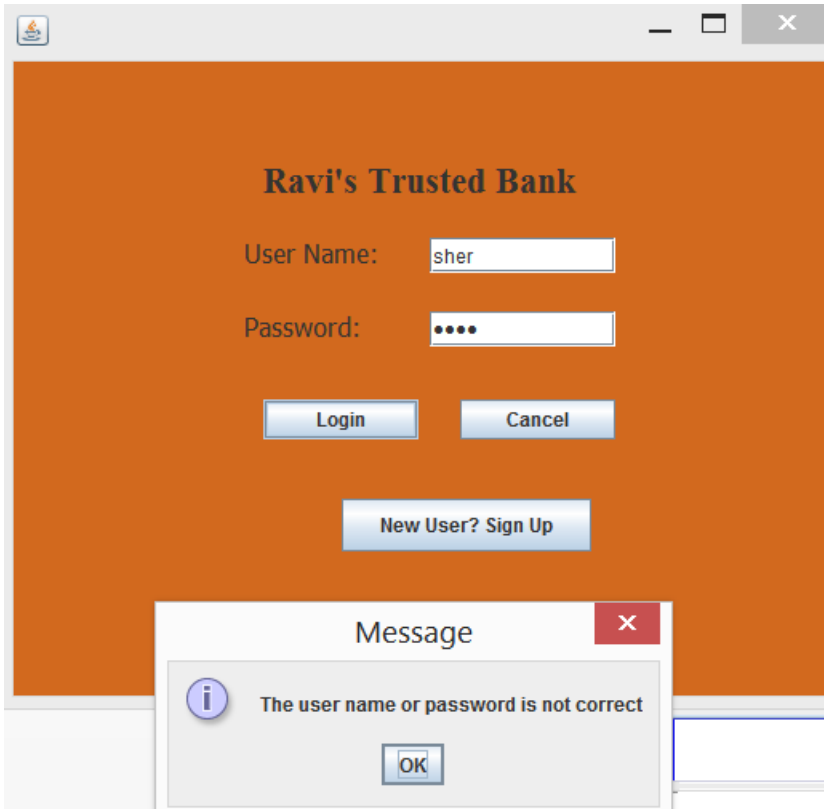 Ravi's Trusted Bank
User Name: sher
Password: ••••
Login Cancel
New User? Sign Up
Message
The user name or password is not correct
OK